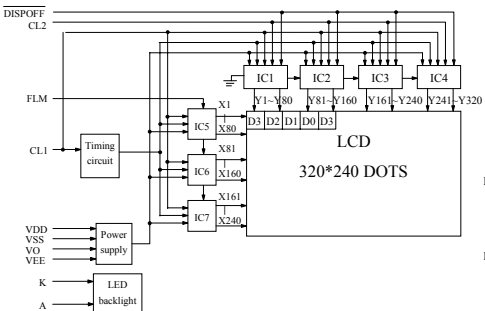 DISPOFF
CL2
IC1 IC2 IC3 IC4
FLM
X1
Y1~Y80 Y81~Y160 Y161~Y240 Y241~Y320
IC5
D3 D2 D1 D0 D3
X80
LCD
CL1
Timing
circuit
X81
320*240 DOTS
IC6
X160
X161
IC7
X240
VDD
VSS
VO
VEE
Power
supply
K
A
LED
backlight